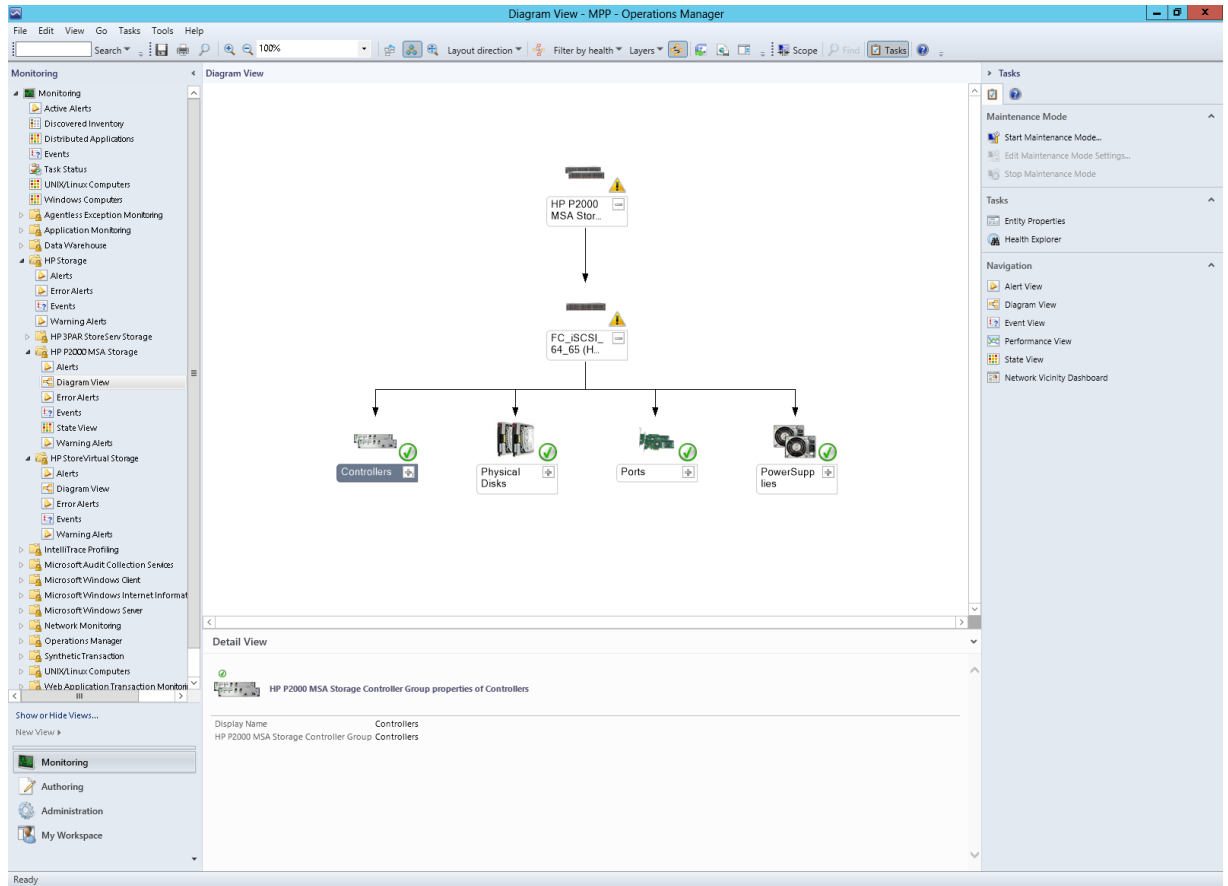 Diagram View - MPP - Operations Manager
File Edit View Go Tasks Tools Help
Search 100% Layout direction Filter by health Layers Scope Find Tasks
Monitoring
Monitoring
Active Alerts
Discovered Inventory
Distributed Applications
Events
Task Status
UNIX/Linux Computers
Windows Computers
Agentless Exception Monitoring
Application Monitoring
Data Warehouse
HP Storage
Alerts
Error Alerts
Events
Warning Alerts
HP 3PAR StoreServ Storage
HP P2000 MSA Storage
Alerts
Diagram View
Error Alerts
Events
State View
Warning Alerts
HP StoreVirtual Storage
Alerts
Diagram View
Error Alerts
Events
Warning Alerts
IntelliTrace Profiling
Microsoft Audit Collection Services
Microsoft Windows Client
Microsoft Windows Internet Informat
Microsoft Windows Server
Network Monitoring
Operations Manager
Synthetic Transaction
UNIX/Linux Computers
Web Application Transaction Monitori
Show or Hide Views...
New View
Monitoring
Authoring
Administration
My Workspace
Diagram View
HP P2000
MSA Stor...
FC_iSCSI_
64_65 (H...
Controllers
Physical
Disks
Ports
PowerSupp
lies
Detail View
HP P2000 MSA Storage Controller Group properties of Controllers
Display Name Controllers
HP P2000 MSA Storage Controller Group Controllers
Tasks
Maintenance Mode
Start Maintenance Mode...
Edit Maintenance Mode Settings...
Stop Maintenance Mode
Tasks
Entity Properties
Health Explorer
Navigation
Alert View
Diagram View
Event View
Performance View
State View
Network Vicinity Dashboard
Ready